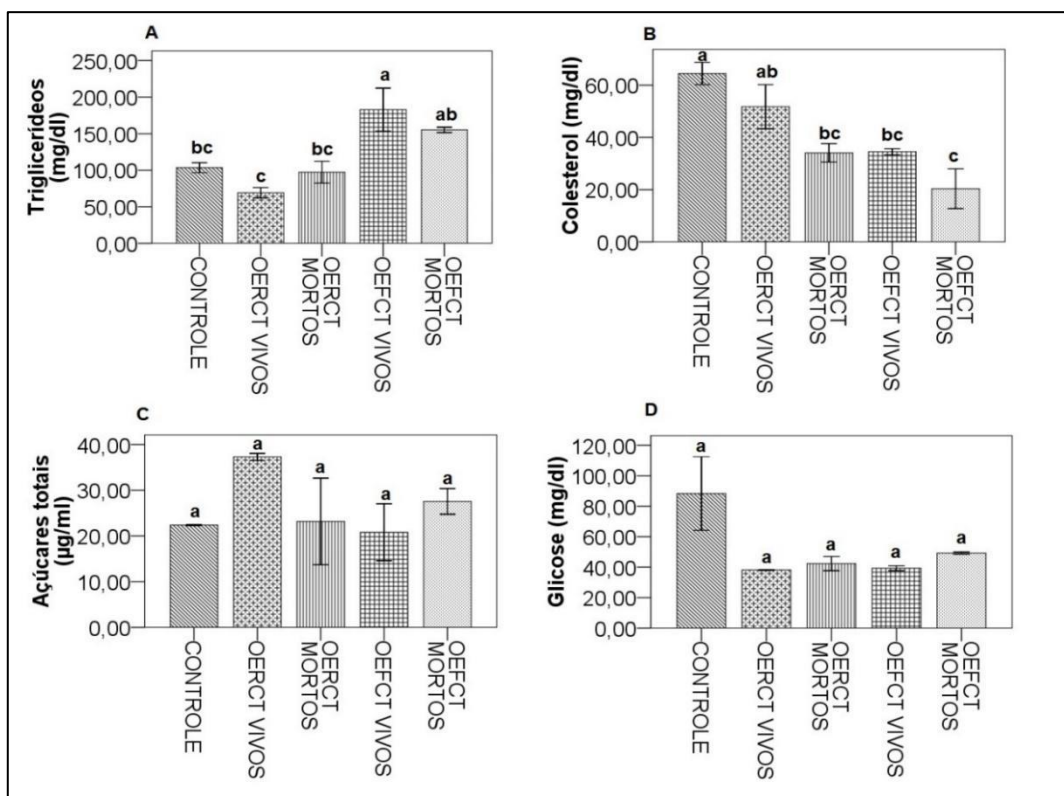 A
Triglicerídeos
(mg/dl)
250,00
200,00
150,00
100,00
50,00
0,00
bc
c
bc
a
ab
CONTROLE
OERCT VIVOS
OERCT
MORTOS
OEFCT VIVOS
OEFCT
MORTOS
B
Colesterol (mg/dl)
60,00
40,00
20,00
0,00
a
ab
bc
bc
c
CONTROLE
OERCT VIVOS
OERCT
MORTOS
OEFCT VIVOS
OEFCT
MORTOS
C
Açúcares totais
(µg/ml)
40,00
30,00
20,00
10,00
0,00
a
a
a
a
a
CONTROLE
OERCT VIVOS
OERCT
MORTOS
OEFCT VIVOS
OEFCT
MORTOS
D
Glicose (mg/dl)
120,00
100,00
80,00
60,00
40,00
20,00
0,00
a
a
a
a
a
CONTROLE
OERCT VIVOS
OERCT
MORTOS
OEFCT VIVOS
OEFCT
MORTOS